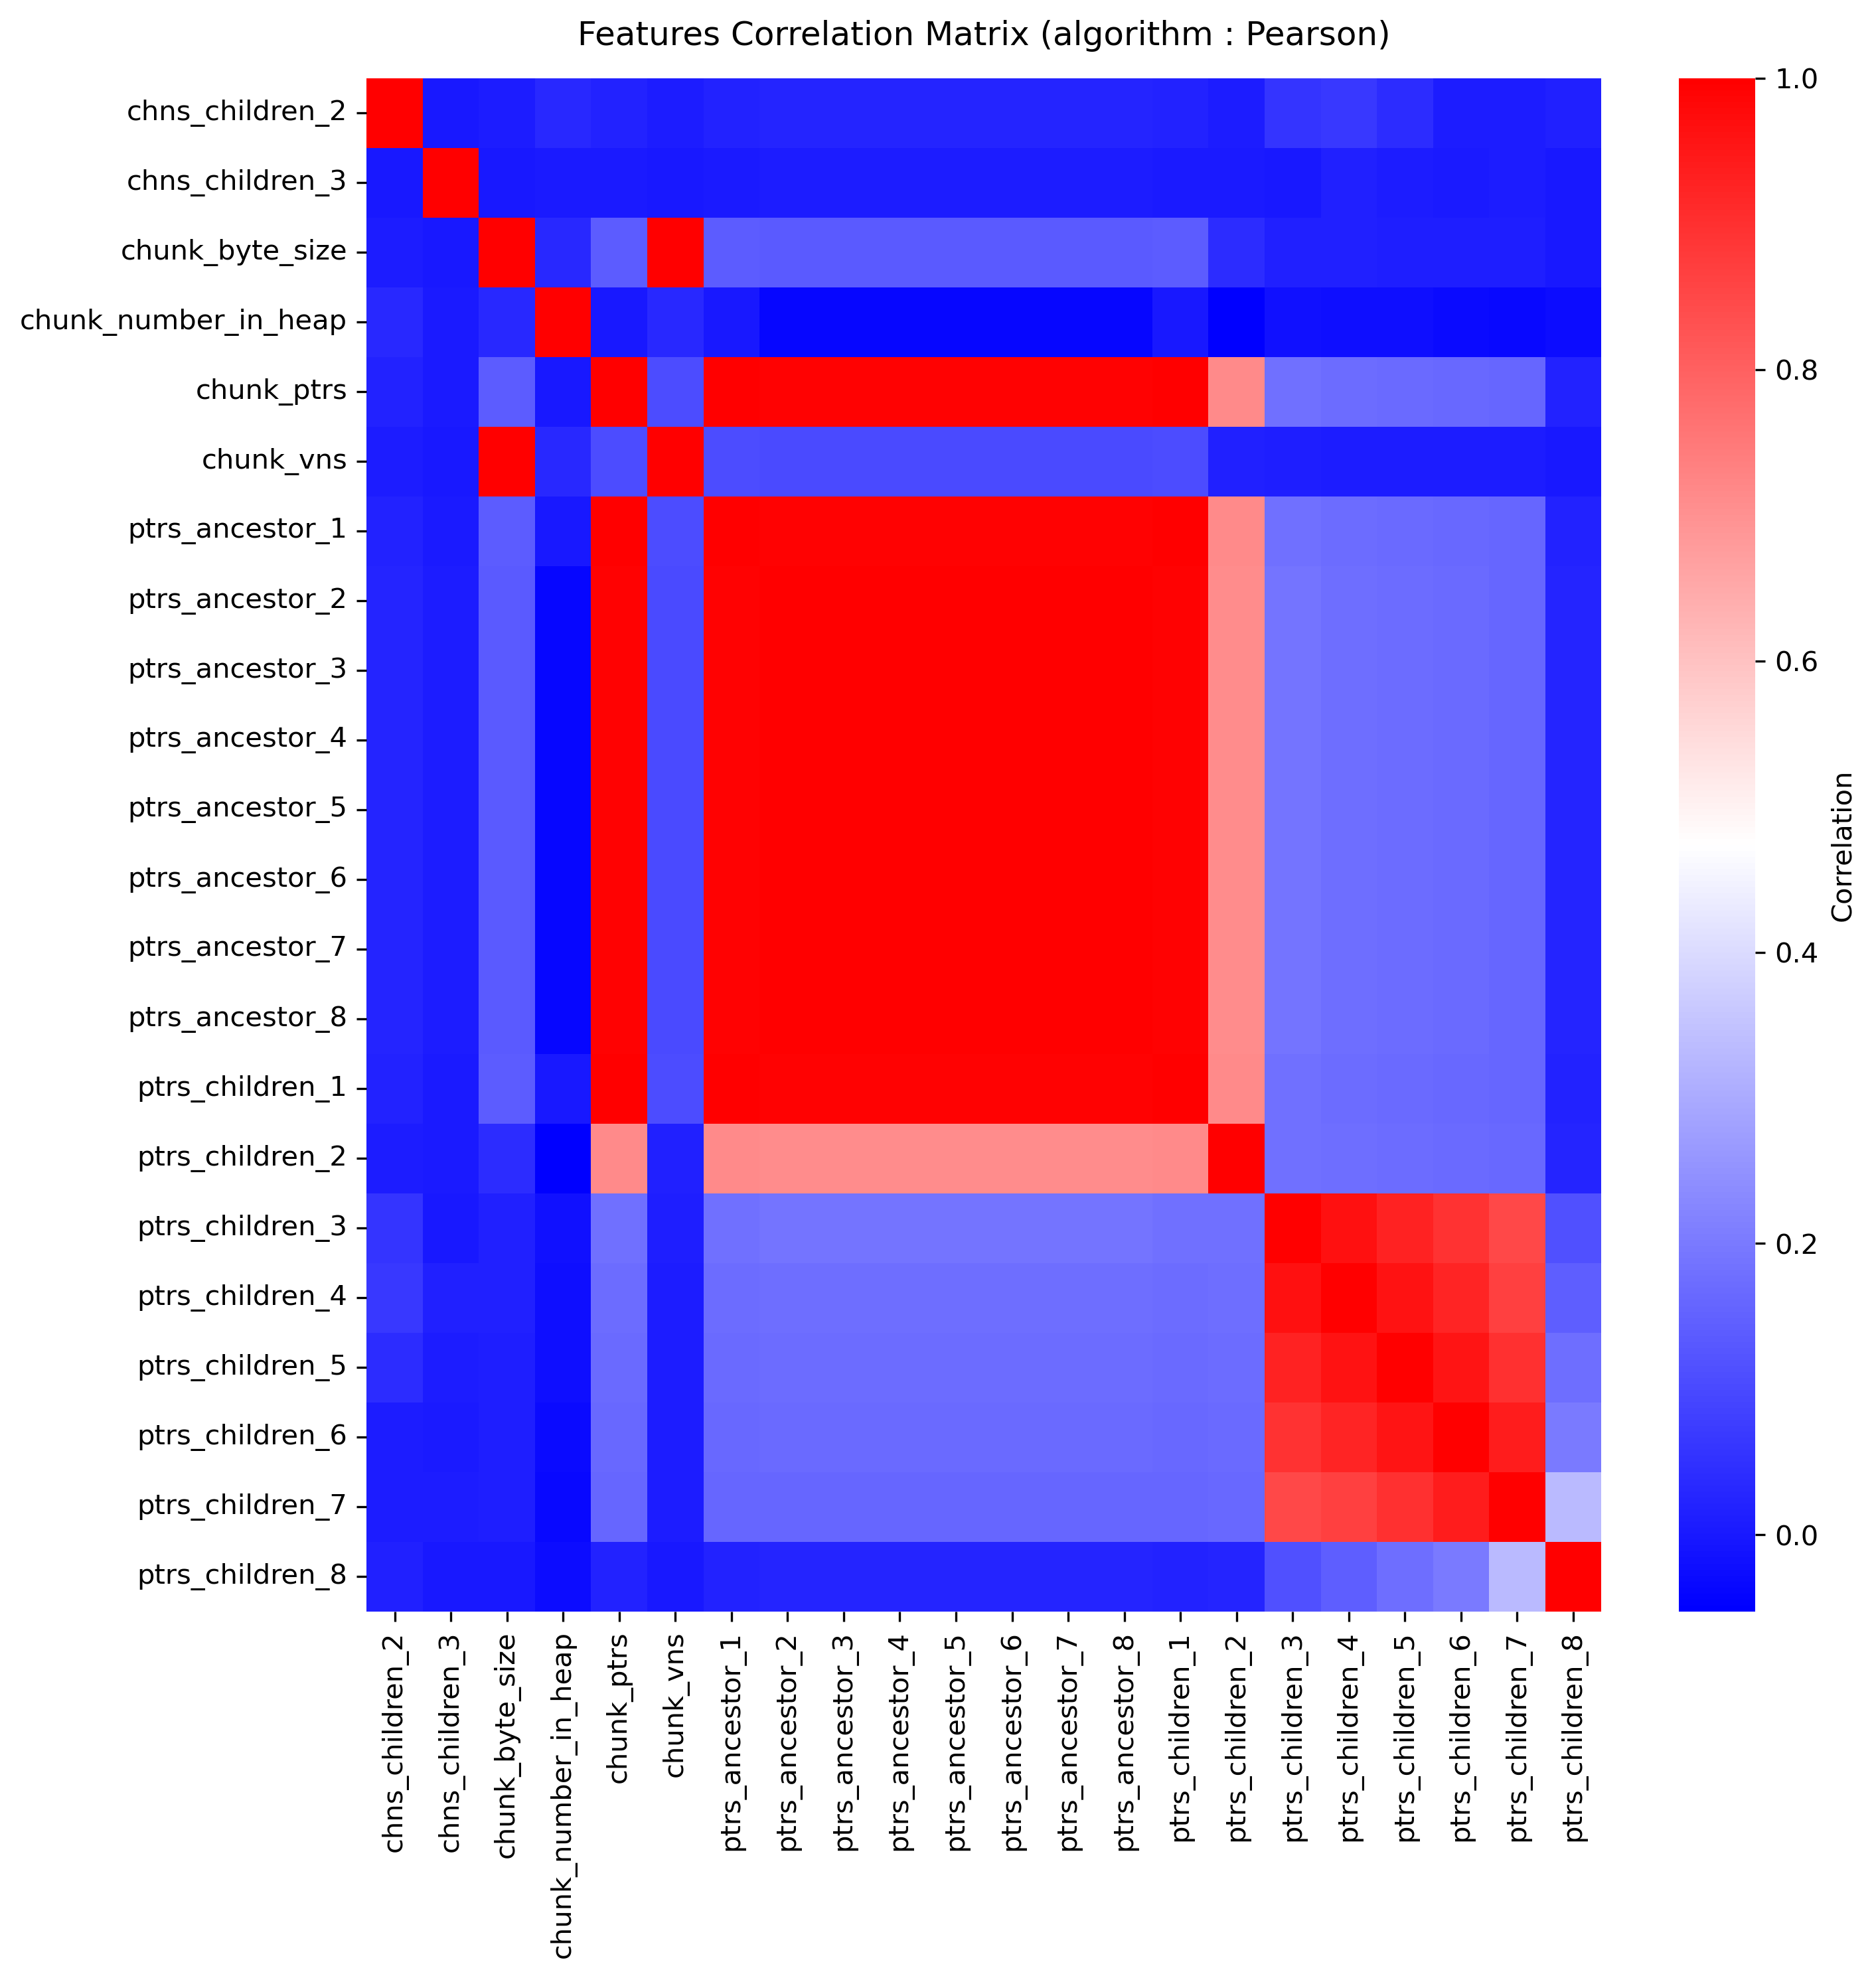 Features Correlation Matrix (algorithm : Pearson)
chns_children_2
chns_children_3
chunk_byte_size
chunk_number_in_heap
chunk_ptrs
chunk_vns
ptrs_ancestor_1
ptrs_ancestor_2
ptrs_ancestor_3
ptrs_ancestor_4
ptrs_ancestor_5
ptrs_ancestor_6
ptrs_ancestor_7
ptrs_ancestor_8
ptrs_children_1
ptrs_children_2
ptrs_children_3
ptrs_children_4
ptrs_children_5
ptrs_children_6
ptrs_children_7
ptrs_children_8
chns_children_2
chns_children_3
chunk_byte_size
chunk_number_in_heap
chunk_ptrs
chunk_vns
ptrs_ancestor_1
ptrs_ancestor_2
ptrs_ancestor_3
ptrs_ancestor_4
ptrs_ancestor_5
ptrs_ancestor_6
ptrs_ancestor_7
ptrs_ancestor_8
ptrs_children_1
ptrs_children_2
ptrs_children_3
ptrs_children_4
ptrs_children_5
ptrs_children_6
ptrs_children_7
ptrs_children_8
1.0
0.8
0.6
0.4
0.2
0.0
Correlation